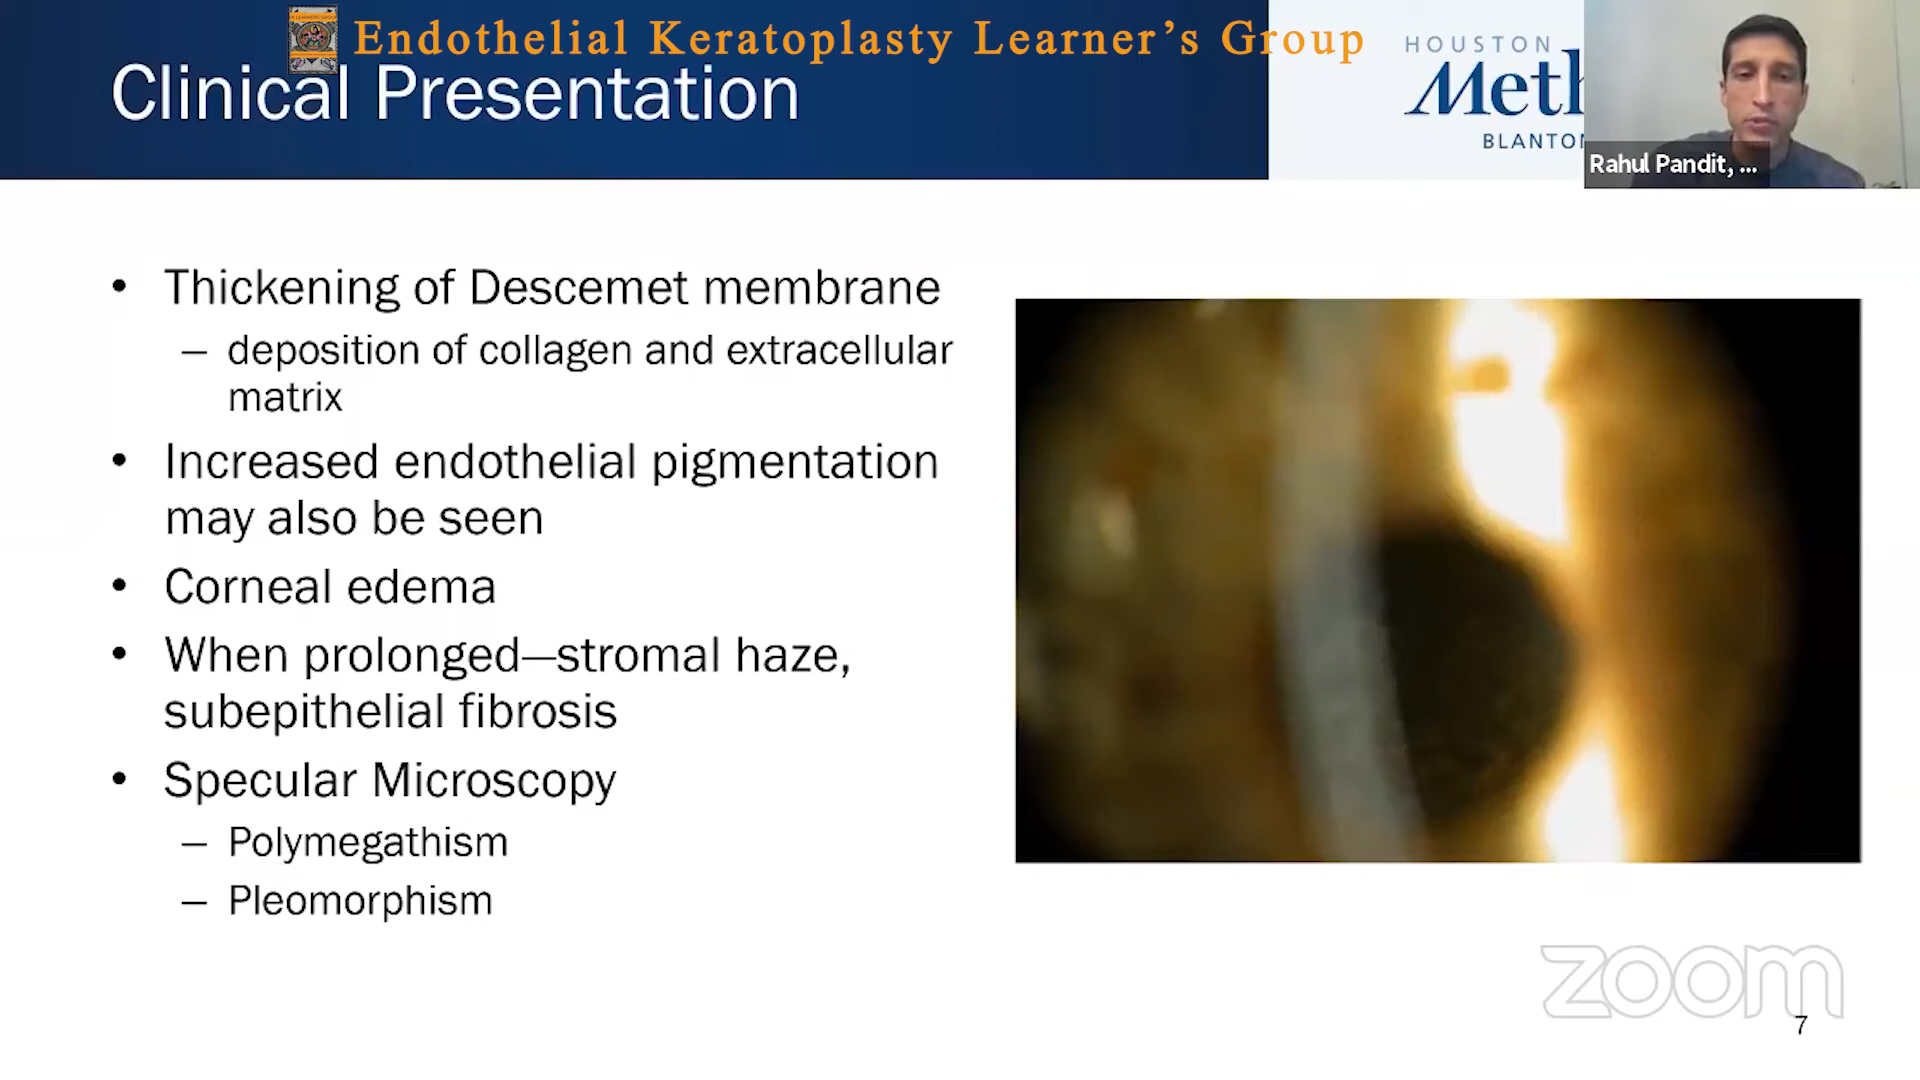 Endothelial Keratoplasty Learner's Group
Clinical Presentation
HOUSTON
Meth
BLANTON
Rahul Pandit, ...
• Thickening of Descemet membrane
– deposition of collagen and extracellular
matrix
• Increased endothelial pigmentation
may also be seen
• Corneal edema
• When prolonged—stromal haze,
subepithelial fibrosis
• Specular Microscopy
– Polymegathism
– Pleomorphism
zoom
7